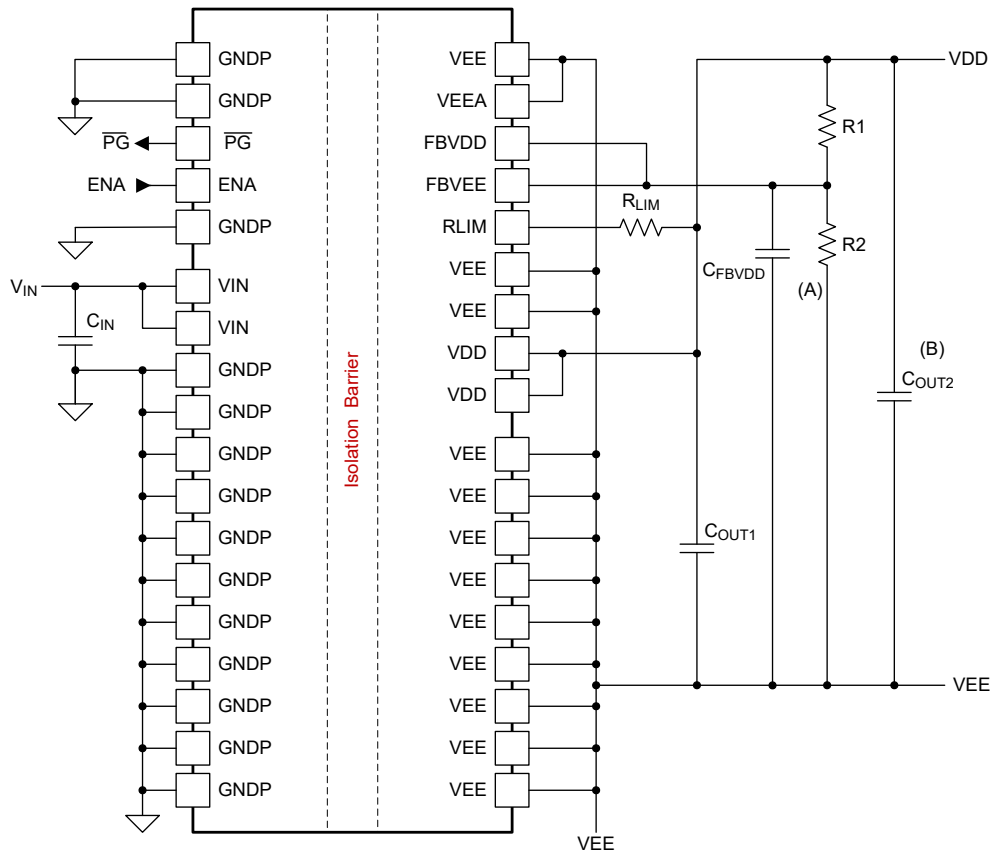 GNDP
GNDP
PG
PG
ENA
ENA
GNDP
VIN
VIN
CIN
VIN
GNDP
GNDP
GNDP
GNDP
GNDP
GNDP
GNDP
GNDP
GNDP
GNDP
GNDP
Isolation Barrier
VEE
VEEA
FBVDD
FBVEE
RLIM
VEE
VEE
VDD
VDD
VEE
VEE
VEE
VEE
VEE
VEE
VEE
VEE
VEE
VEE
RLIM
COUT1
CFBVDD
(A)
R1
R2
(B)
COUT2
VDD
VEE